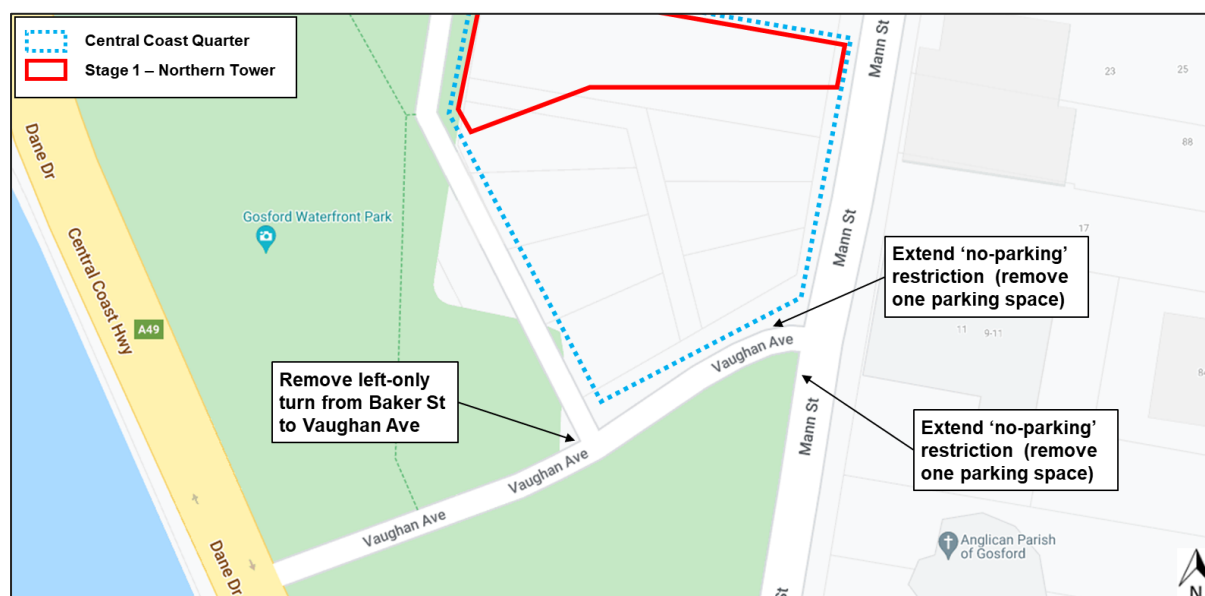 Central Coast Quarter
Stage 1 – Northern Tower
Mann St
23
25
88
Dane Dr
Gosford Waterfront Park
Central Coast Hwy
A49
17
Mann St
Extend ‘no-parking’
restriction (remove
one parking space)
11
9-11
Vaughan Ave
Remove left-only
turn from Baker St
to Vaughan Ave
Mann St
Extend ‘no-parking’
restriction (remove
one parking space)
Vaughan Ave
Vaughan Ave
Dane Dr
Anglican Parish
of Gosford
N